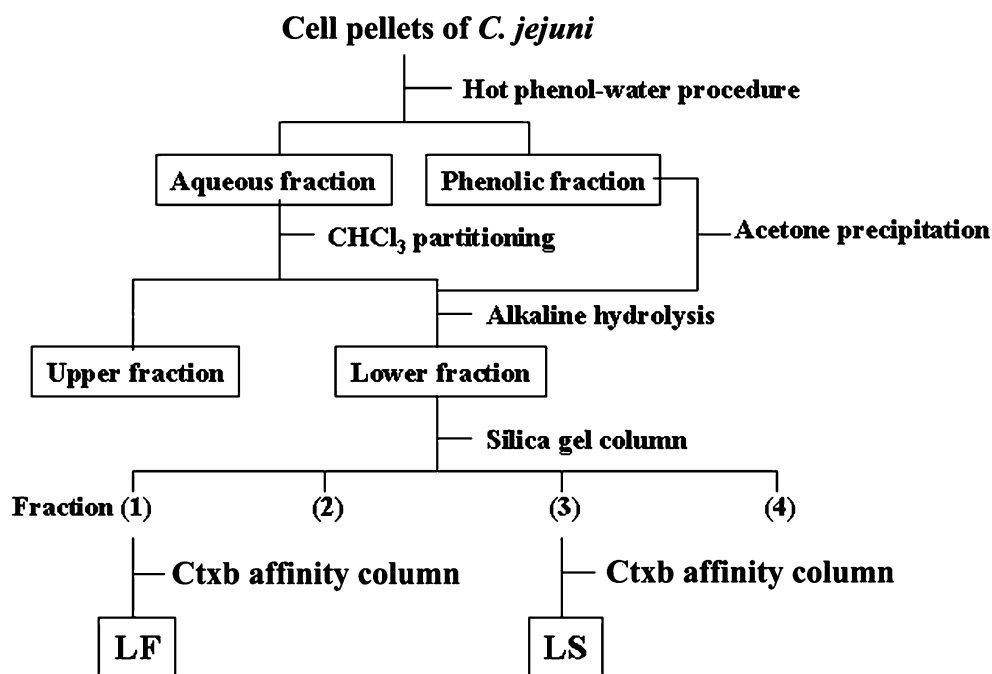 Cell pellets of C. jejuni
Hot phenol-water procedure
Aqueous fraction
Phenolic fraction
CHCl₃ partitioning
Acetone precipitation
Alkaline hydrolysis
Upper fraction
Lower fraction
Silica gel column
Fraction (1)
(2)
(3)
(4)
Ctxb affinity column
Ctxb affinity column
LF
LS